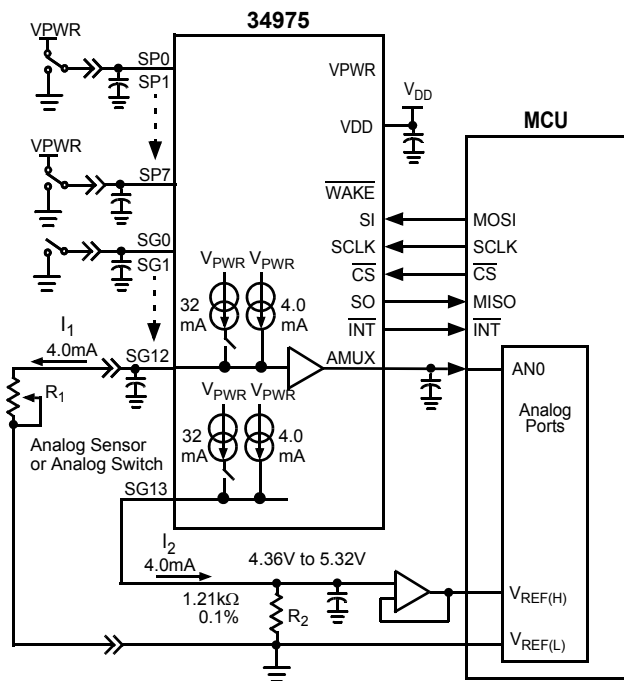 34975
VPWR
SP0
SP1
VPWR
VDD
VDD
MCU
VPWR
SP7
WAKE
SI
MOSI
SG0
SG1
SCLK
SCLK
CS
CS
VPWR VPWR
SO
MISO
32 mA
4.0 mA
INT
INT
I1
4.0mA
SG12
AMUX
AN0
R1
VPWR VPWR
Analog Ports
Analog Sensor
or Analog Switch
32 mA
4.0 mA
SG13
I2
4.0mA
4.36V to 5.32V
1.21kΩ
0.1%
R2
VREF(H)
VREF(L)